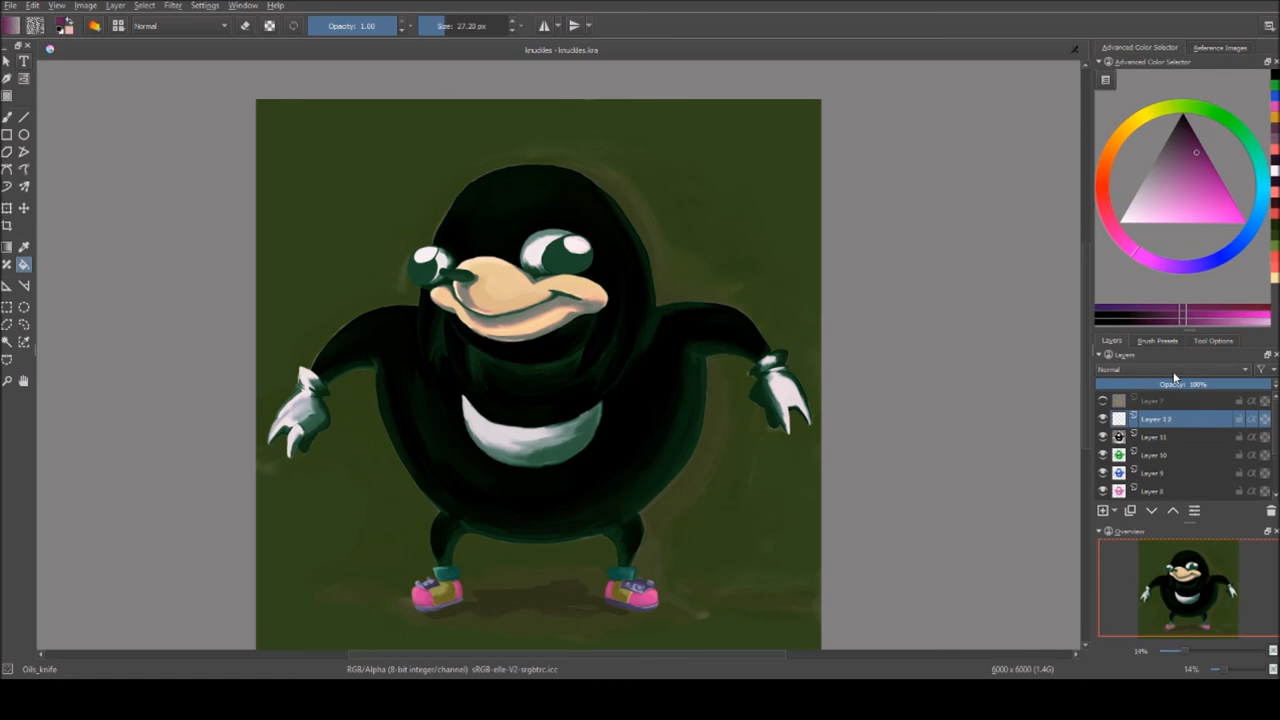 File Edit View Image Layer Select Filter Settings Window Help
Normal Opacity: 1.00 Size: 27.20 px
knuckles - knuckles.kra
Advanced Color Selector Reference Images
Advanced Color Selector
Layers Brush Presets Tool Options
Layers
Normal
Opacity: 100%
Layer 7
Layer 12
Layer 11
Layer 10
Layer 9
Layer 8
Overview
14%
Oils_knife RGB/Alpha (8-bit integer/channel) sRGB-elle-V2-srgbtrc.icc 6000 x 6000 (1.4G) 14%